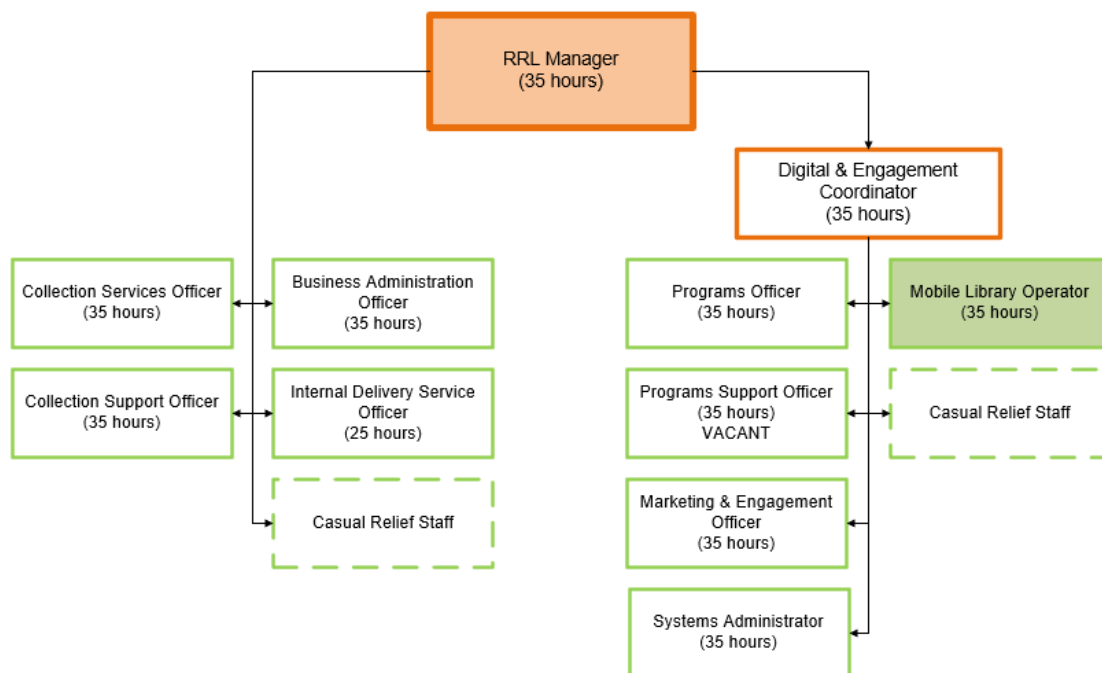 RRL Manager
(35 hours)
Digital & Engagement
Coordinator
(35 hours)
Collection Services Officer
(35 hours)
Business Administration
Officer
(35 hours)
Programs Officer
(35 hours)
Mobile Library Operator
(35 hours)
Collection Support Officer
(35 hours)
Internal Delivery Service
Officer
(25 hours)
Programs Support Officer
(35 hours)
VACANT
Casual Relief Staff
Casual Relief Staff
Marketing & Engagement
Officer
(35 hours)
Systems Administrator
(35 hours)